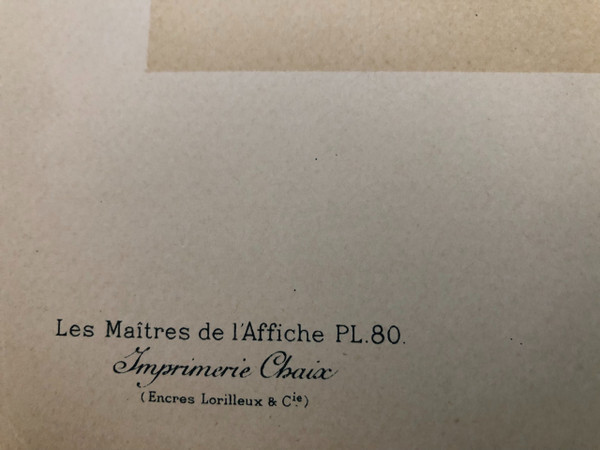 Les Maîtres de l'Affiche PL.80.
Imprimerie Chaix
(Encres Lorilleux & Cie)